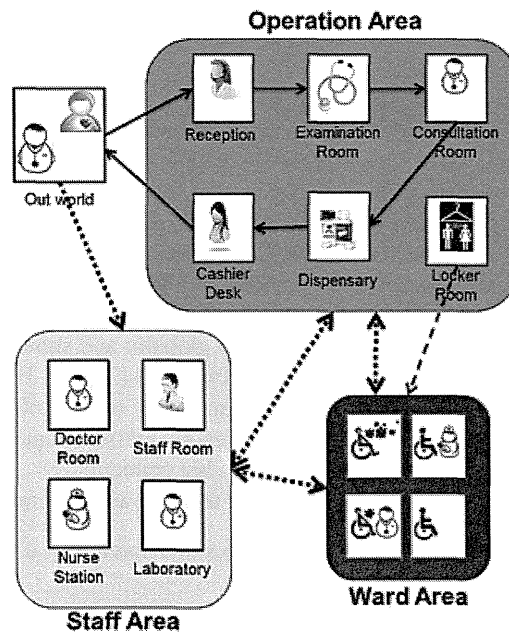 Operation Area
Reception
Examination
Room
Consultation
Room
Out world
Cashier
Desk
Dispensary
Locker
Room
Doctor
Room
Staff Room
Nurse
Station
Laboratory
Staff Area
Ward Area